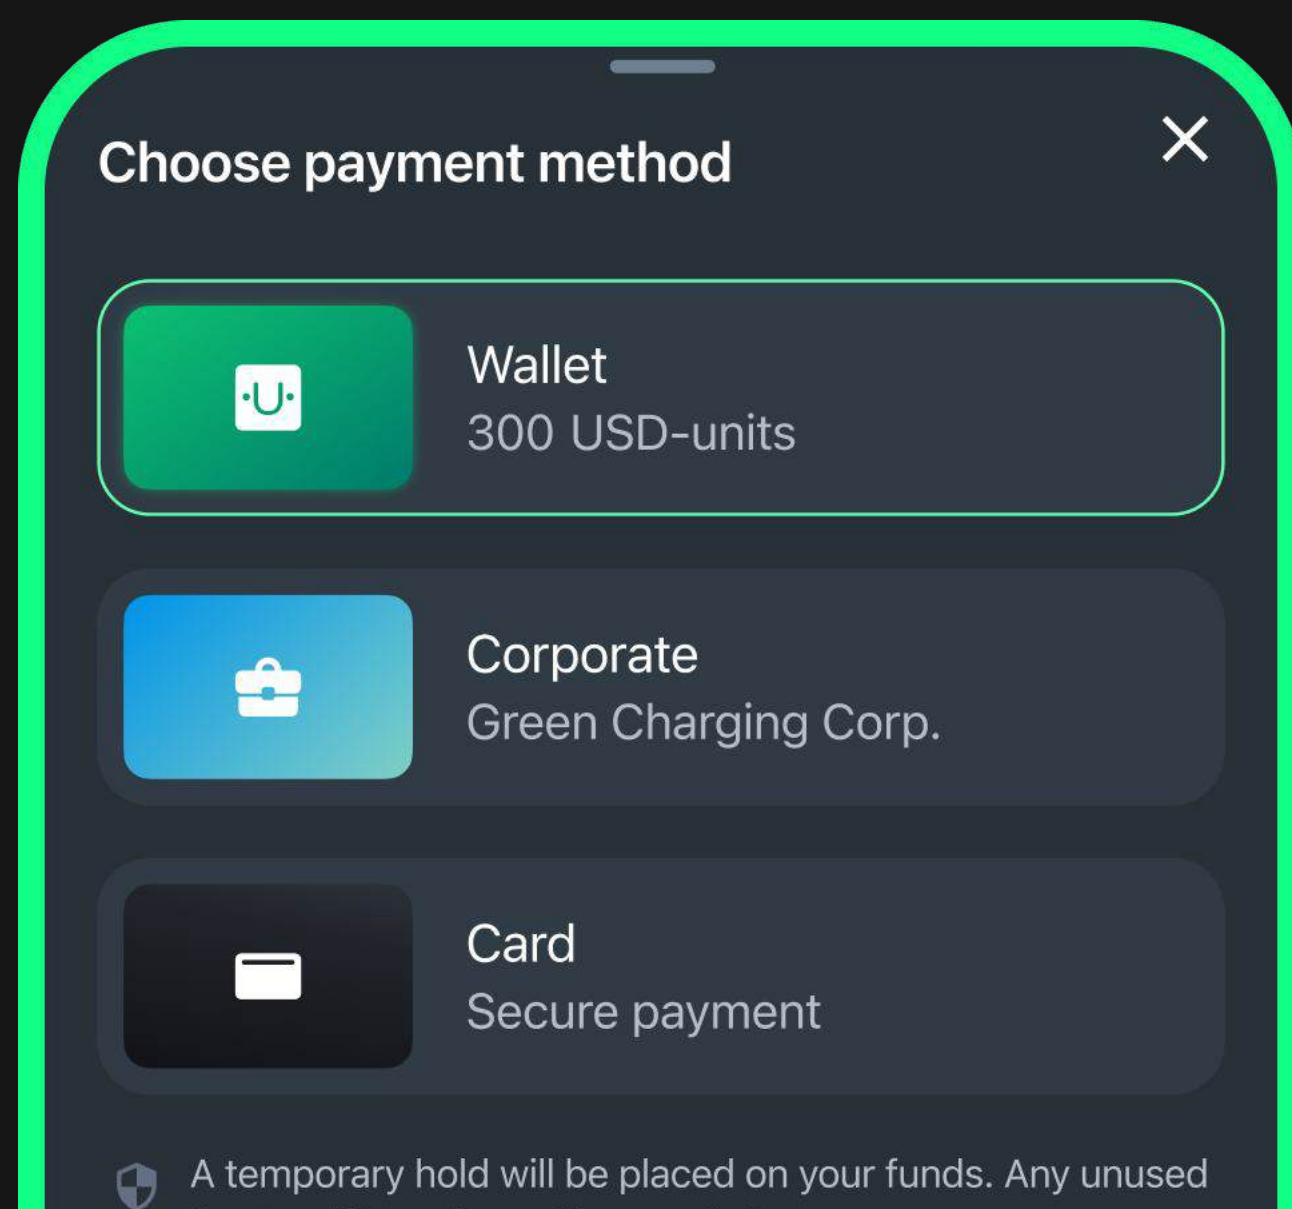 Choose payment method
·U·
Wallet
300 USD-units
Corporate
Green Charging Corp.
Card
Secure payment
A temporary hold will be placed on your funds. Any unused